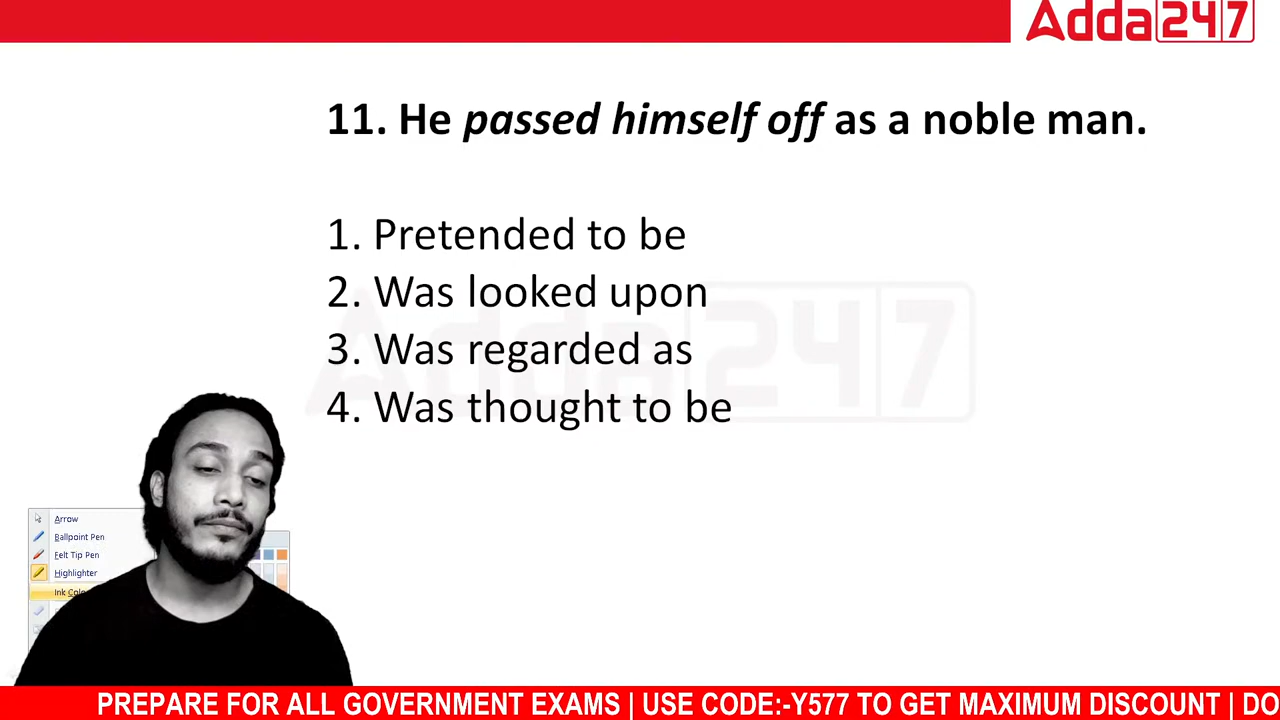 Adda247
11. He passed himself off as a noble man.
1. Pretended to be
2. Was looked upon
3. Was regarded as
4. Was thought to be
Adda247
Arrow
Ballpoint Pen
Felt Tip Pen
Highlighter
Ink
PREPARE FOR ALL GOVERNMENT EXAMS | USE CODE:-Y577 TO GET MAXIMUM DISCOUNT | DO